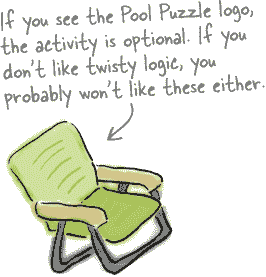 If you see the Pool Puzzle logo,
the activity is optional. If you
don't like twisty logic, you
probably won't like these either.